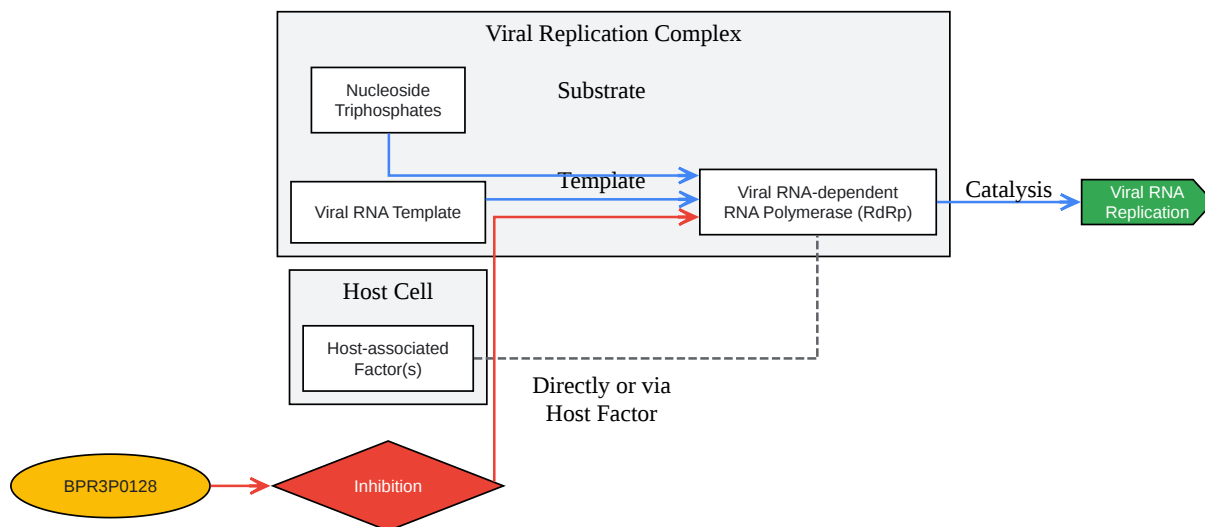 Viral Replication Complex
Nucleoside
Triphosphates
Substrate
Template
Viral RNA Template
Viral RNA-dependent
RNA Polymerase (RdRp)
Catalysis
Viral RNA
Replication
Host Cell
Host-associated
Factor(s)
Directly or via
Host Factor
BPR3P0128
Inhibition